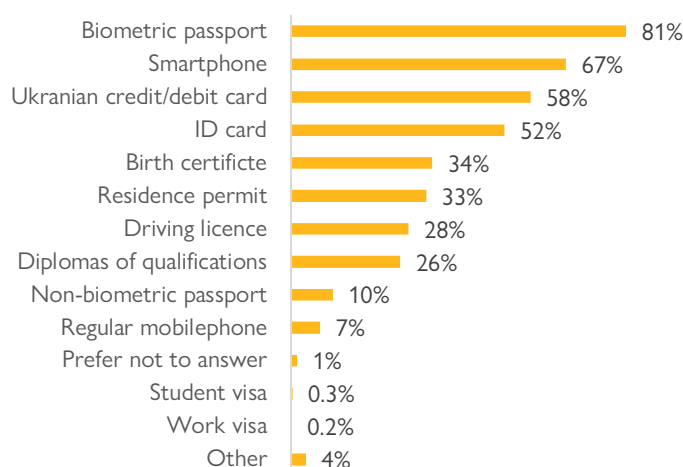 Biometric passport 81%
Smartphone 67%
Ukranian credit/debit card 58%
ID card 52%
Birth certificte 34%
Residence permit 33%
Driving licence 28%
Diplomas of qualifications 26%
Non-biometric passport 10%
Regular mobilephone 7%
Prefer not to answer 1%
Student visa 0.3%
Work visa 0.2%
Other 4%